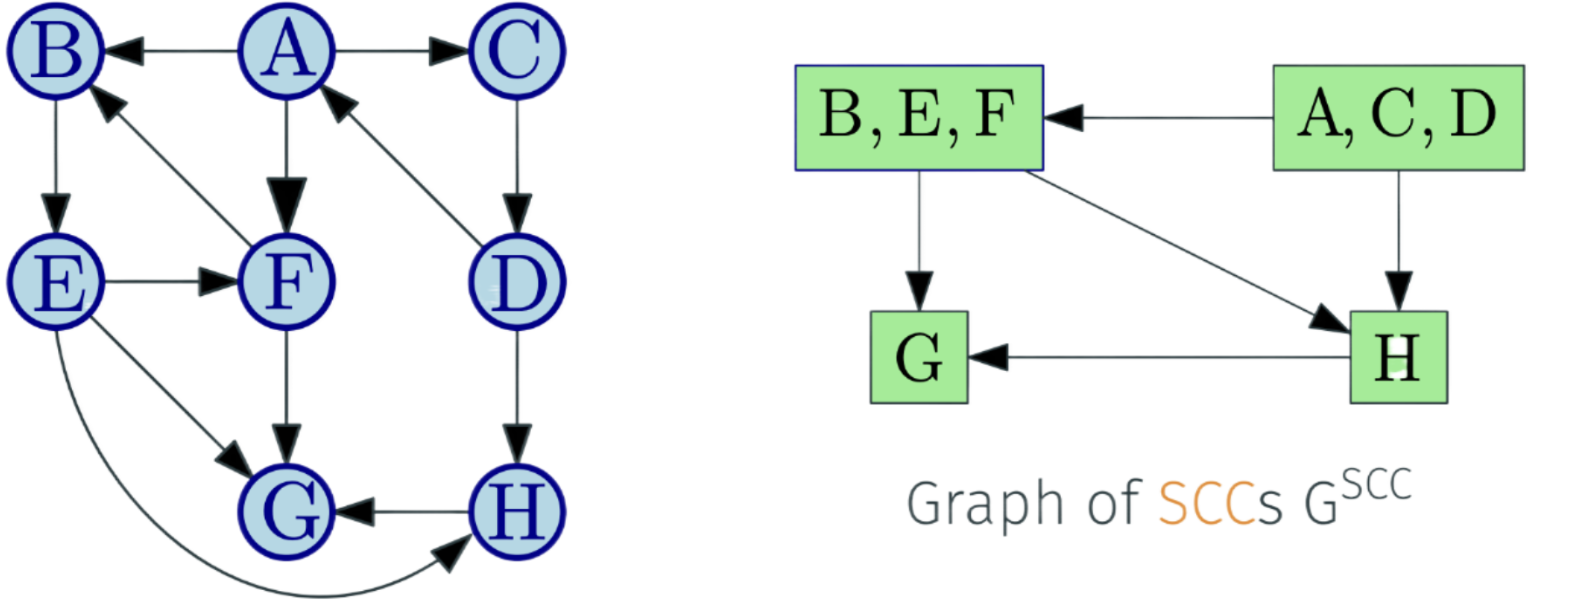 B A C
B, E, F A, C, D
E F D
G H
G H
Graph of SCCs G^SCC